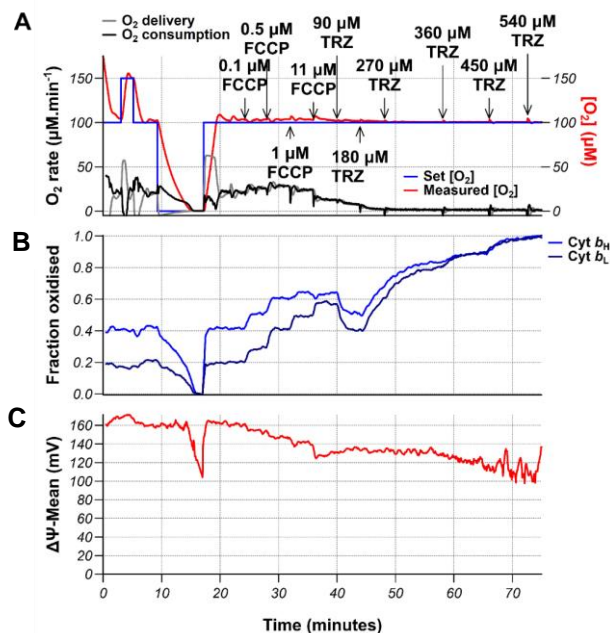 A
O₂ delivery
O₂ consumption
0.5 µM
FCCP
90 µM
TRZ
360 µM
TRZ
540 µM
TRZ
0.1 µM
FCCP
11 µM
FCCP
270 µM
TRZ
450 µM
TRZ
1 µM
FCCP
180 µM
TRZ
Set [O₂]
Measured [O₂]
O₂ rate (µM.min⁻¹)
150
100
50
0
[O₂] (µM)
150
100
50
0
B
Cyt bH
Cyt bL
Fraction oxidised
1.0
0.8
0.6
0.4
0.2
0.0
C
ΔΨ-Mean (mV)
160
140
120
100
80
60
40
20
0
0 10 20 30 40 50 60 70
Time (minutes)